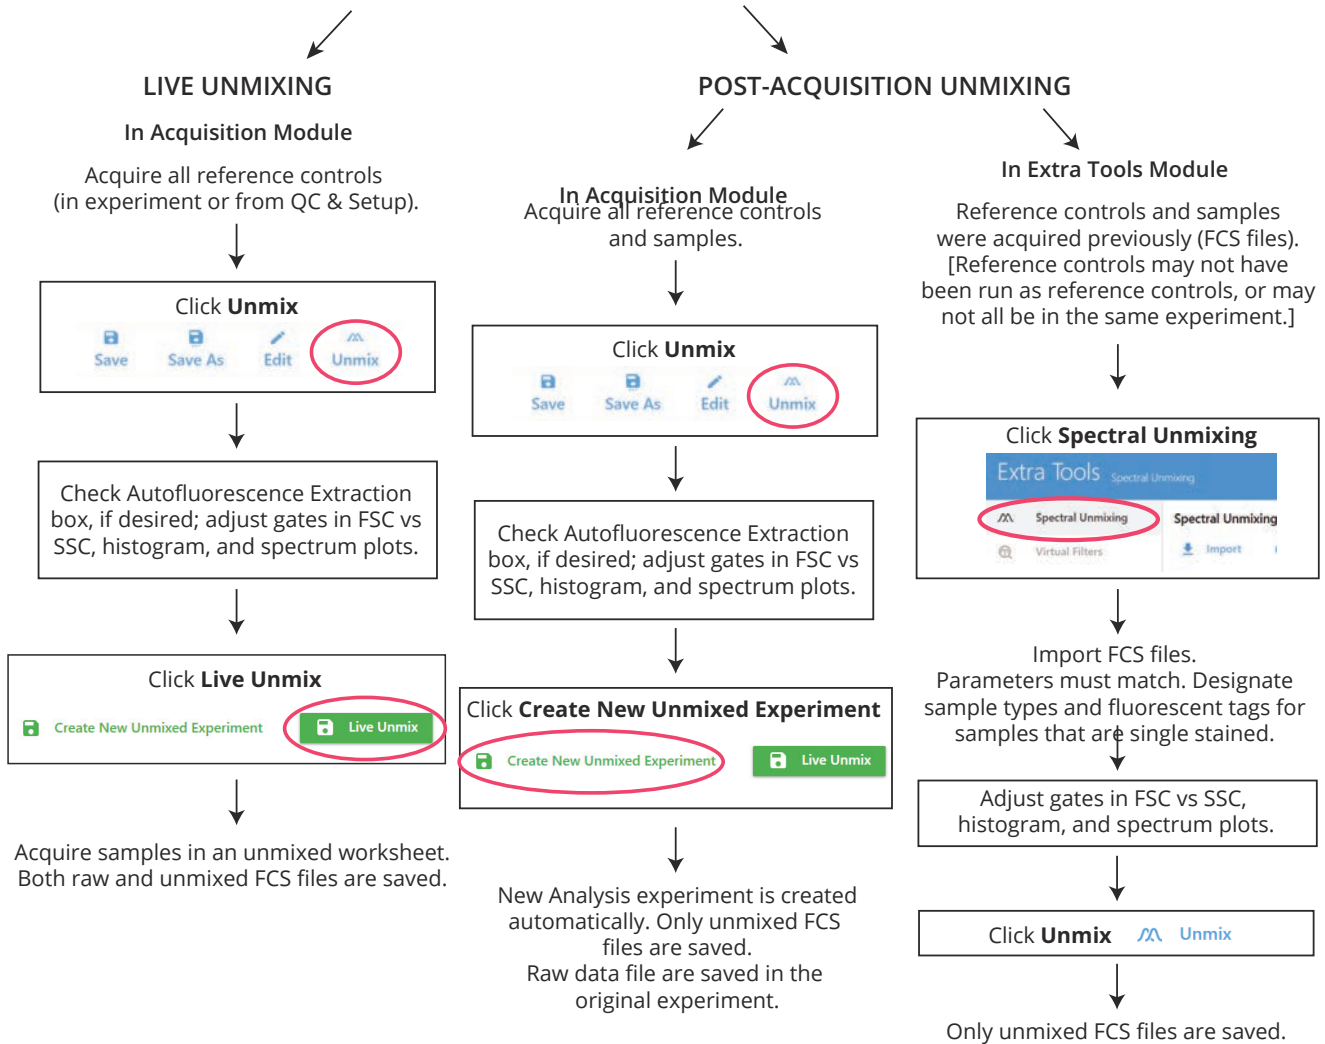 LIVE UNMIXING
In Acquisition Module
Acquire all reference controls
(in experiment or from QC & Setup).
Click Unmix
Save Save As Edit Unmix
Check Autofluorescence Extraction
box, if desired; adjust gates in FSC vs
SSC, histogram, and spectrum plots.
Click Live Unmix
Create New Unmixed Experiment Live Unmix
Acquire samples in an unmixed worksheet.
Both raw and unmixed FCS files are saved.
POST-ACQUISITION UNMIXING
In Acquisition Module
Acquire all reference controls
and samples.
Click Unmix
Save Save As Edit Unmix
Check Autofluorescence Extraction
box, if desired; adjust gates in FSC vs
SSC, histogram, and spectrum plots.
Click Create New Unmixed Experiment
Create New Unmixed Experiment Live Unmix
New Analysis experiment is created
automatically. Only unmixed FCS
files are saved.
Raw data file are saved in the
original experiment.
In Extra Tools Module
Reference controls and samples
were acquired previously (FCS files).
[Reference controls may not have
been run as reference controls, or may
not all be in the same experiment.]
Click Spectral Unmixing
Extra Tools Spectral Unmixing
Spectral Unmixing Spectral Unmixing
Virtual Filters Import
Import FCS files.
Parameters must match. Designate
sample types and fluorescent tags for
samples that are single stained.
Adjust gates in FSC vs SSC,
histogram, and spectrum plots.
Click Unmix Unmix
Only unmixed FCS files are saved.